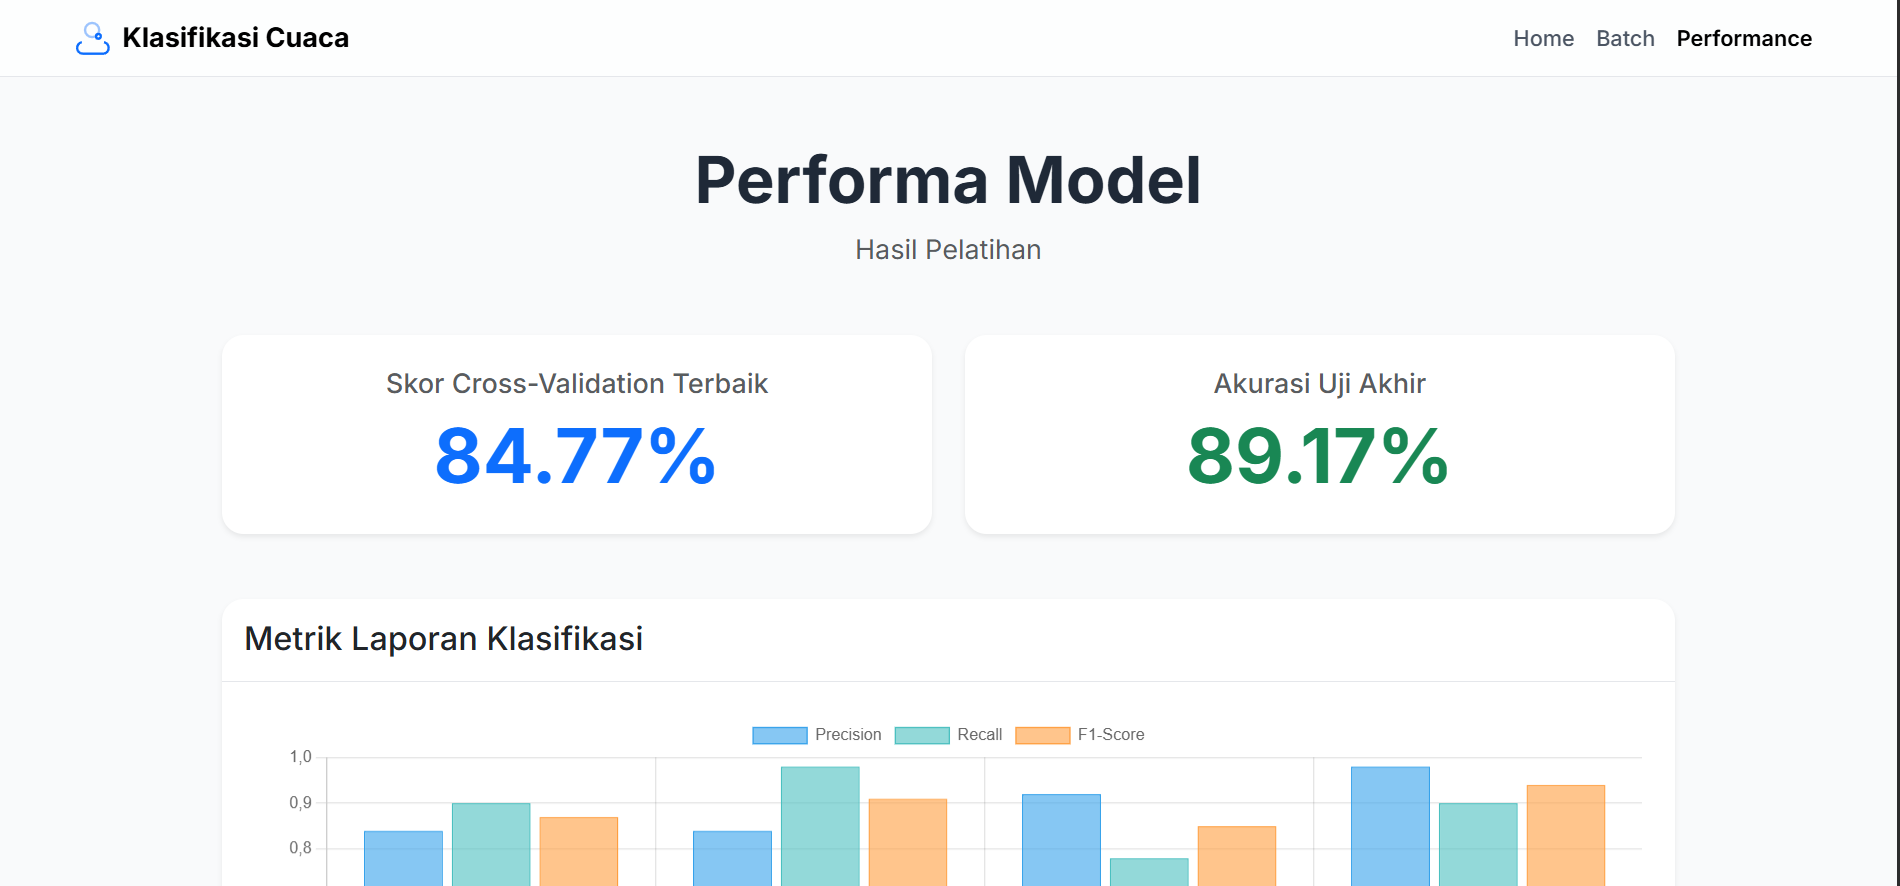 Klasifikasi Cuaca
Home Batch Performance
Performa Model
Hasil Pelatihan
Skor Cross-Validation Terbaik
84.77%
Akurasi Uji Akhir
89.17%
Metrik Laporan Klasifikasi
Precision Recall F1-Score
1,0
0,9
0,8